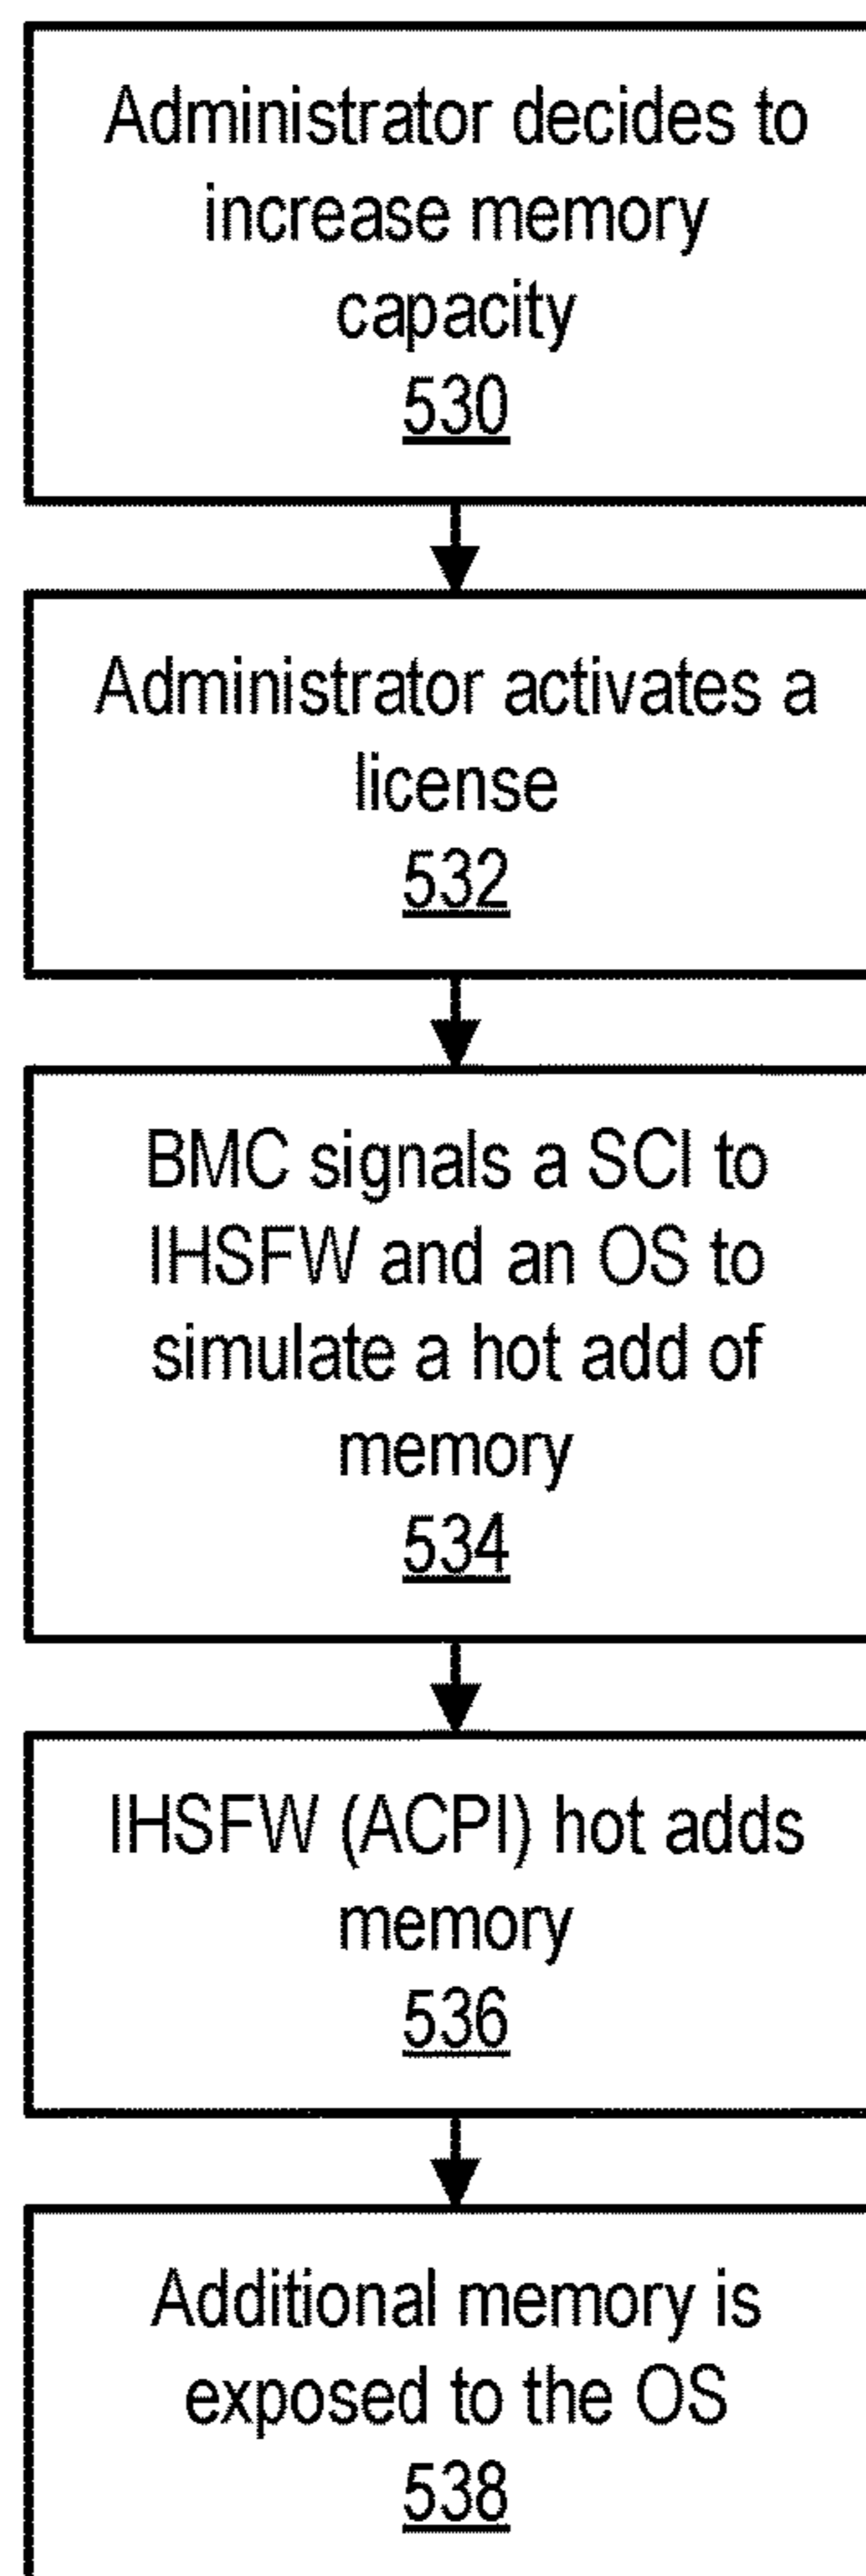 Administrator decides to
increase memory
capacity
530
Administrator activates a
license
532
BMC signals a SCI to
IHSFW and an OS to
simulate a hot add of
memory
534
IHSFW (ACPI) hot adds
memory
536
Additional memory is
exposed to the OS
538